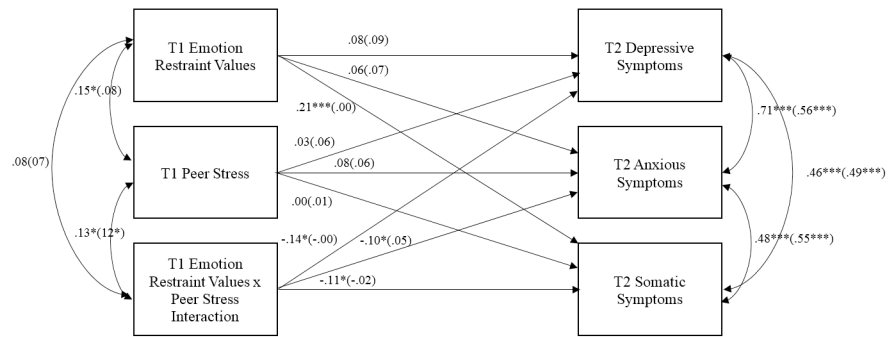 T1 Emotion
Restraint Values
.08(.09)
T2 Depressive
Symptoms
.06(.07)
.15*(.08)
.21***(.00)
.71***(.56***)
.03(.06)
.08(07)
T1 Peer Stress
.08(.06)
T2 Anxious
Symptoms
.46***(.49***)
.00(.01)
.13*(12*)
-.14*(-.00)
-.10*(.05)
.48***(.55***)
T1 Emotion
Restraint Values x
Peer Stress
Interaction
-.11*(-.02)
T2 Somatic
Symptoms